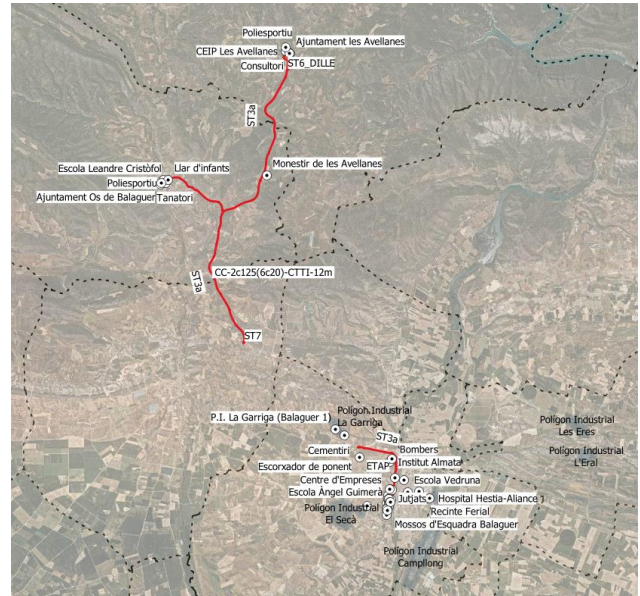 Poliesportiu
Ajuntament les Avellanes
CEIP Les Avellanes
Consultori
ST6_DILLE
ST3a
Escola Leandre Cristòfol
Llar d'infants
Monestir de les Avellanes
Poliesportiu
Ajuntament Os de Balaguer
Tanatori
CC-2c125(6c20)-CTTI-12m
ST3a
ST7
P.I. La Garriga (Balaguer 1)
Polígon Industrial
La Garriga
Polígon Industrial
Les Eres
ST3a
Cementiri
Bombers
Polígon Industrial
L'Eral
Escorxador de ponent
ETAP
Institut Almata
Centre d'Empreses
Escola Vedruna
Escola Àngel Guimerà
Jutjats
Hospital Hestia-Aliance
Polígon Industrial
El Secà
Recinte Ferial
Mossos d'Esquadra Balaguer
Polígon Industrial
Campllong